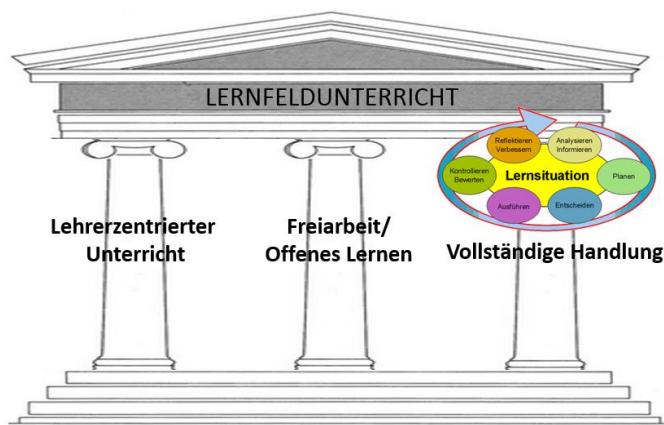 LERNFELDUNTERRICHT
Reflektieren
Verbessern
Analysieren
Informieren
Kontrollieren
Bewerten
Lernsituation
Planen
Ausführen
Entscheiden
Lehrerzentrierter
Unterricht
Freiarbeit/
Offenes Lernen
Vollständige Handlung